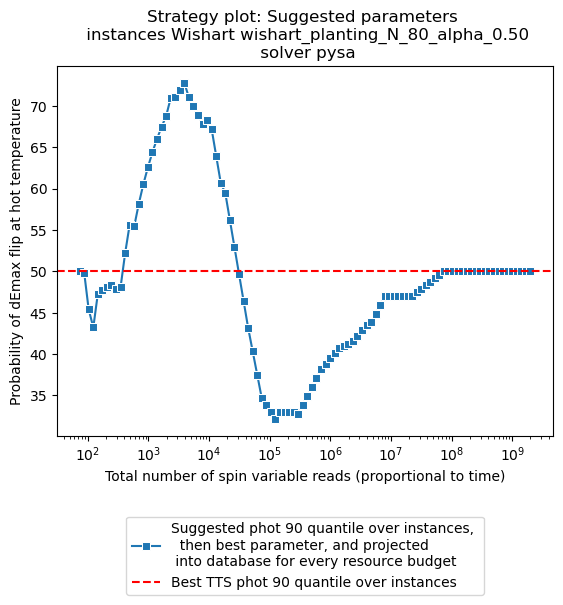 Strategy plot: Suggested parameters
instances Wishart wishart_planting_N_80_alpha_0.50
solver pysa
Probability of dEmax flip at hot temperature
70
65
60
55
50
45
40
35
10² 10³ 10⁴ 10⁵ 10⁶ 10⁷ 10⁸ 10⁹
Total number of spin variable reads (proportional to time)
Suggested phot 90 quantile over instances,
then best parameter, and projected
into database for every resource budget
Best TTS phot 90 quantile over instances